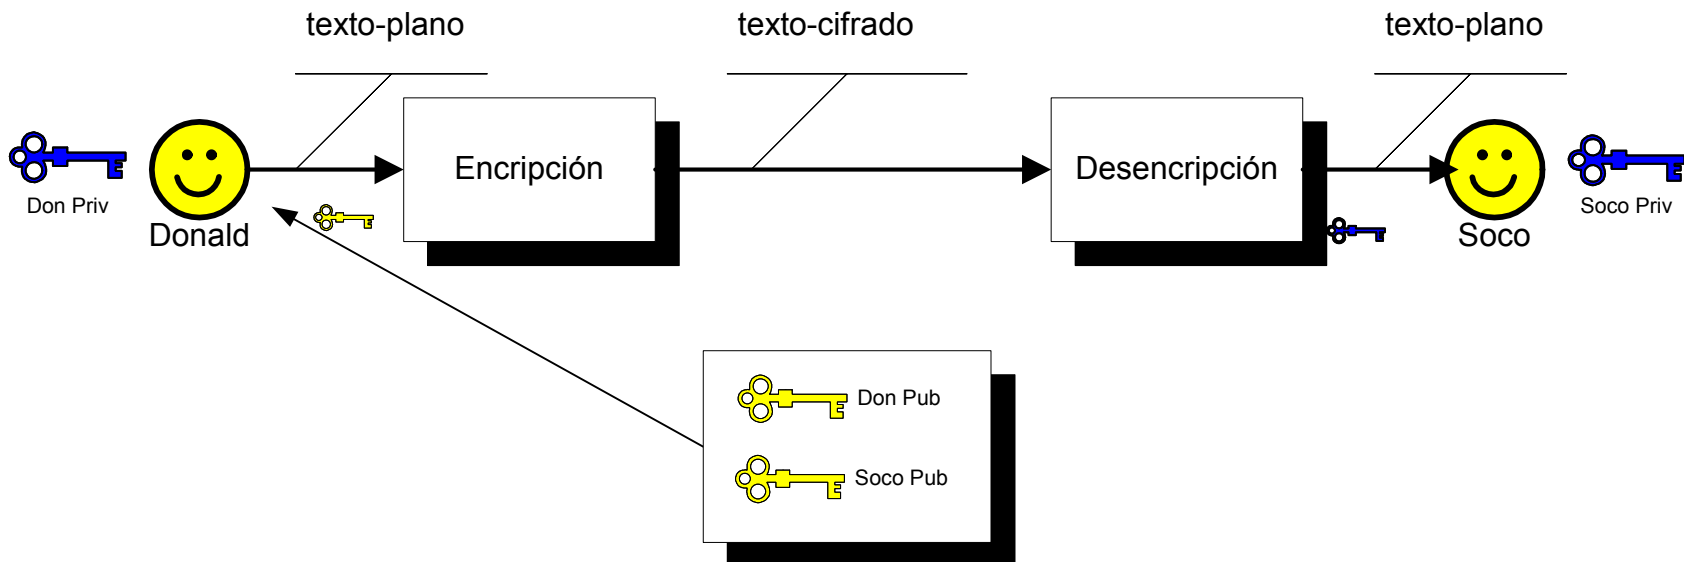 texto-plano
texto-cifrado
texto-plano
Encripción
Desencripción
Don Priv
Donald
Soco
Soco Priv
Don Pub
Soco Pub